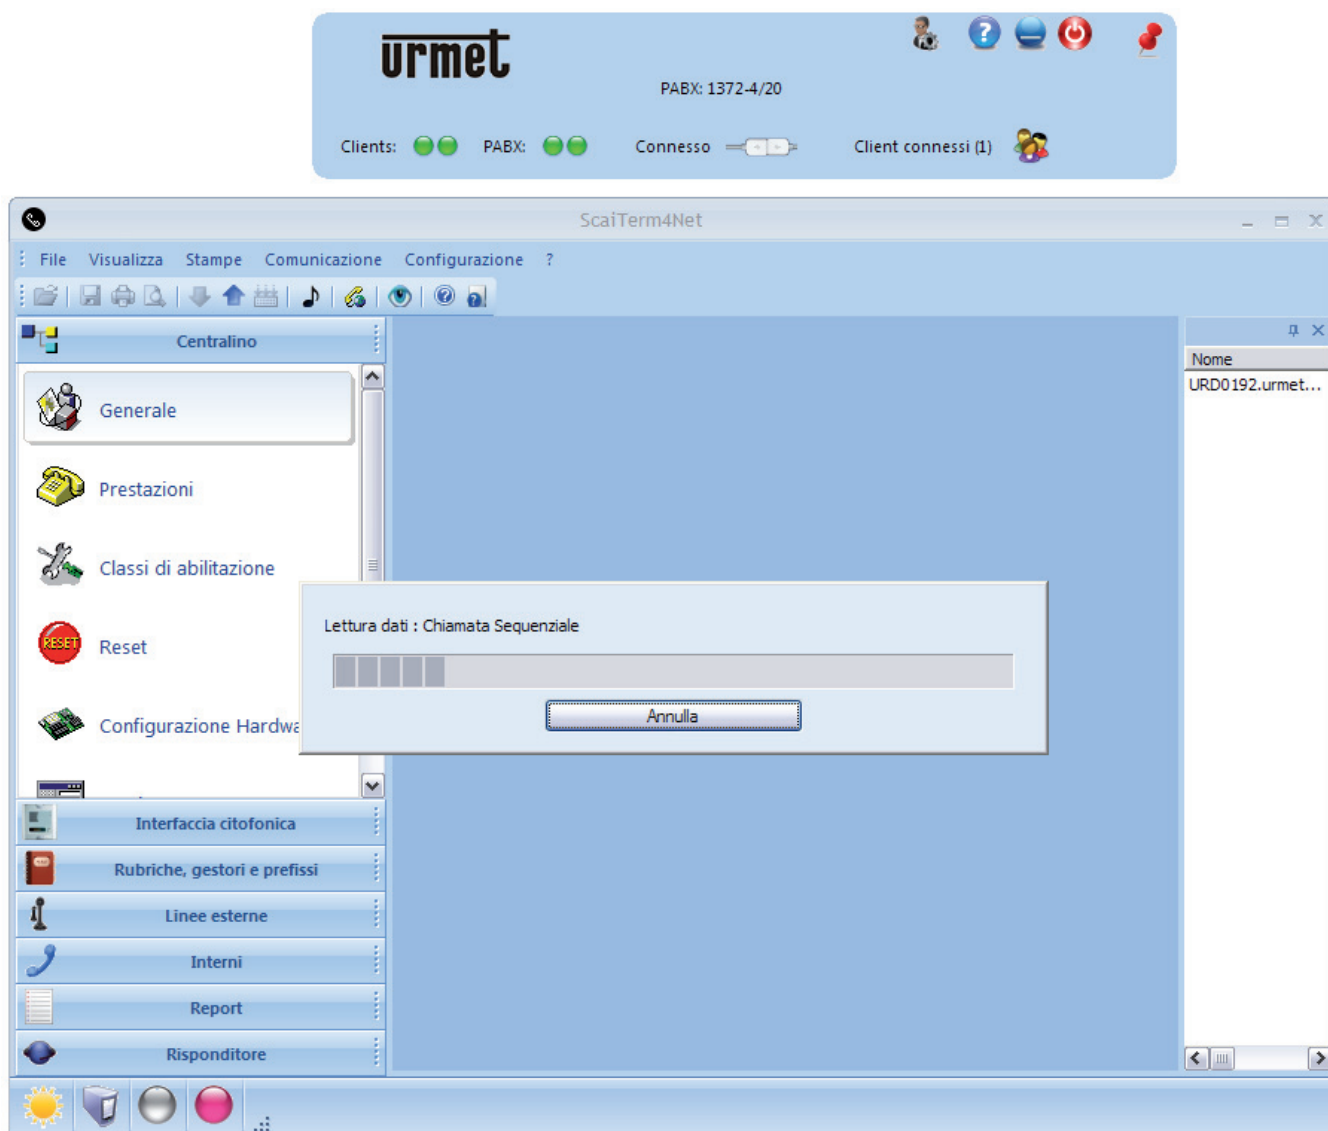 urmet
PABX: 1372-4/20
Clients: PABX: Connesso Client connessi (1)
ScaiTerm4Net
File Visualizza Stampe Comunicazione Configurazione ?
Centralino
Nome
URD0192.urmet...
Generale
Prestazioni
Classi di abilitazione
Lettura dati : Chiamata Sequenziale
RESET
Reset
Annulla
Configurazione Hardwa
Interfaccia citofonica
Rubriche, gestori e prefissi
Linee esterne
Interni
Report
Risponditore